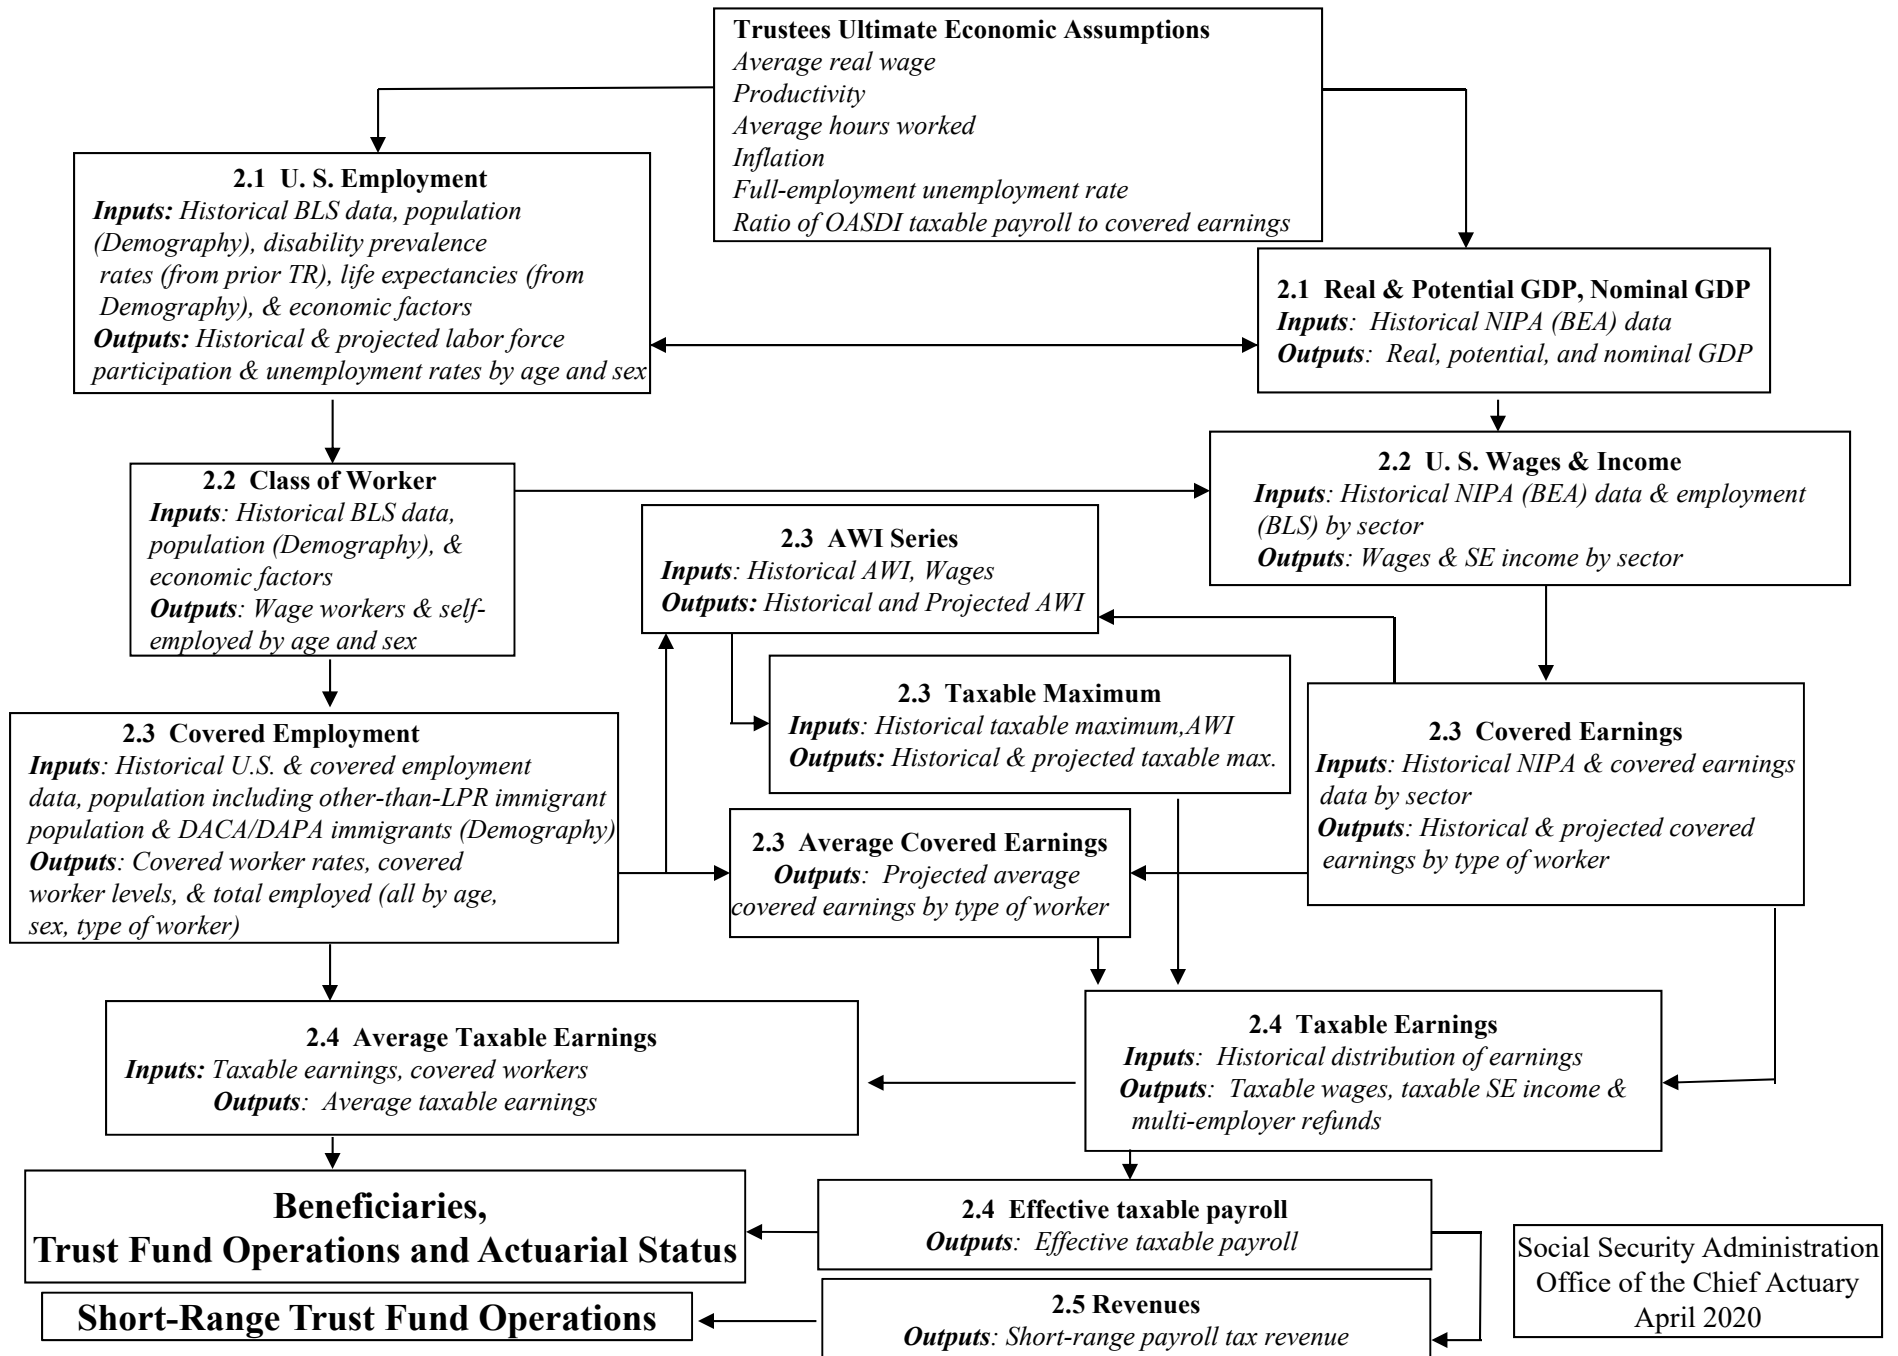 Trustees Ultimate Economic Assumptions
Average real wage
Productivity
Average hours worked
Inflation
Full-employment unemployment rate
Ratio of OASDI taxable payroll to covered earnings
2.1 U. S. Employment
Inputs: Historical BLS data, population
(Demography), disability prevalence
rates (from prior TR), life expectancies (from
Demography), & economic factors
Outputs: Historical & projected labor force
participation & unemployment rates by age and sex
2.1 Real & Potential GDP, Nominal GDP
Inputs: Historical NIPA (BEA) data
Outputs: Real, potential, and nominal GDP
2.2 Class of Worker
Inputs: Historical BLS data,
population (Demography), &
economic factors
Outputs: Wage workers & self-
employed by age and sex
2.2 U. S. Wages & Income
Inputs: Historical NIPA (BEA) data & employment
(BLS) by sector
Outputs: Wages & SE income by sector
2.3 AWI Series
Inputs: Historical AWI, Wages
Outputs: Historical and Projected AWI
2.3 Taxable Maximum
Inputs: Historical taxable maximum,AWI
Outputs: Historical & projected taxable max.
2.3 Covered Employment
Inputs: Historical U.S. & covered employment
data, population including other-than-LPR immigrant
population & DACA/DAPA immigrants (Demography)
Outputs: Covered worker rates, covered
worker levels, & total employed (all by age,
sex, type of worker)
2.3 Average Covered Earnings
Outputs: Projected average
covered earnings by type of worker
2.3 Covered Earnings
Inputs: Historical NIPA & covered earnings
data by sector
Outputs: Historical & projected covered
earnings by type of worker
2.4 Average Taxable Earnings
Inputs: Taxable earnings, covered workers
Outputs: Average taxable earnings
2.4 Taxable Earnings
Inputs: Historical distribution of earnings
Outputs: Taxable wages, taxable SE income &
multi-employer refunds
Beneficiaries,
Trust Fund Operations and Actuarial Status
2.4 Effective taxable payroll
Outputs: Effective taxable payroll
Short-Range Trust Fund Operations
2.5 Revenues
Outputs: Short-range payroll tax revenue
Social Security Administration
Office of the Chief Actuary
April 2020